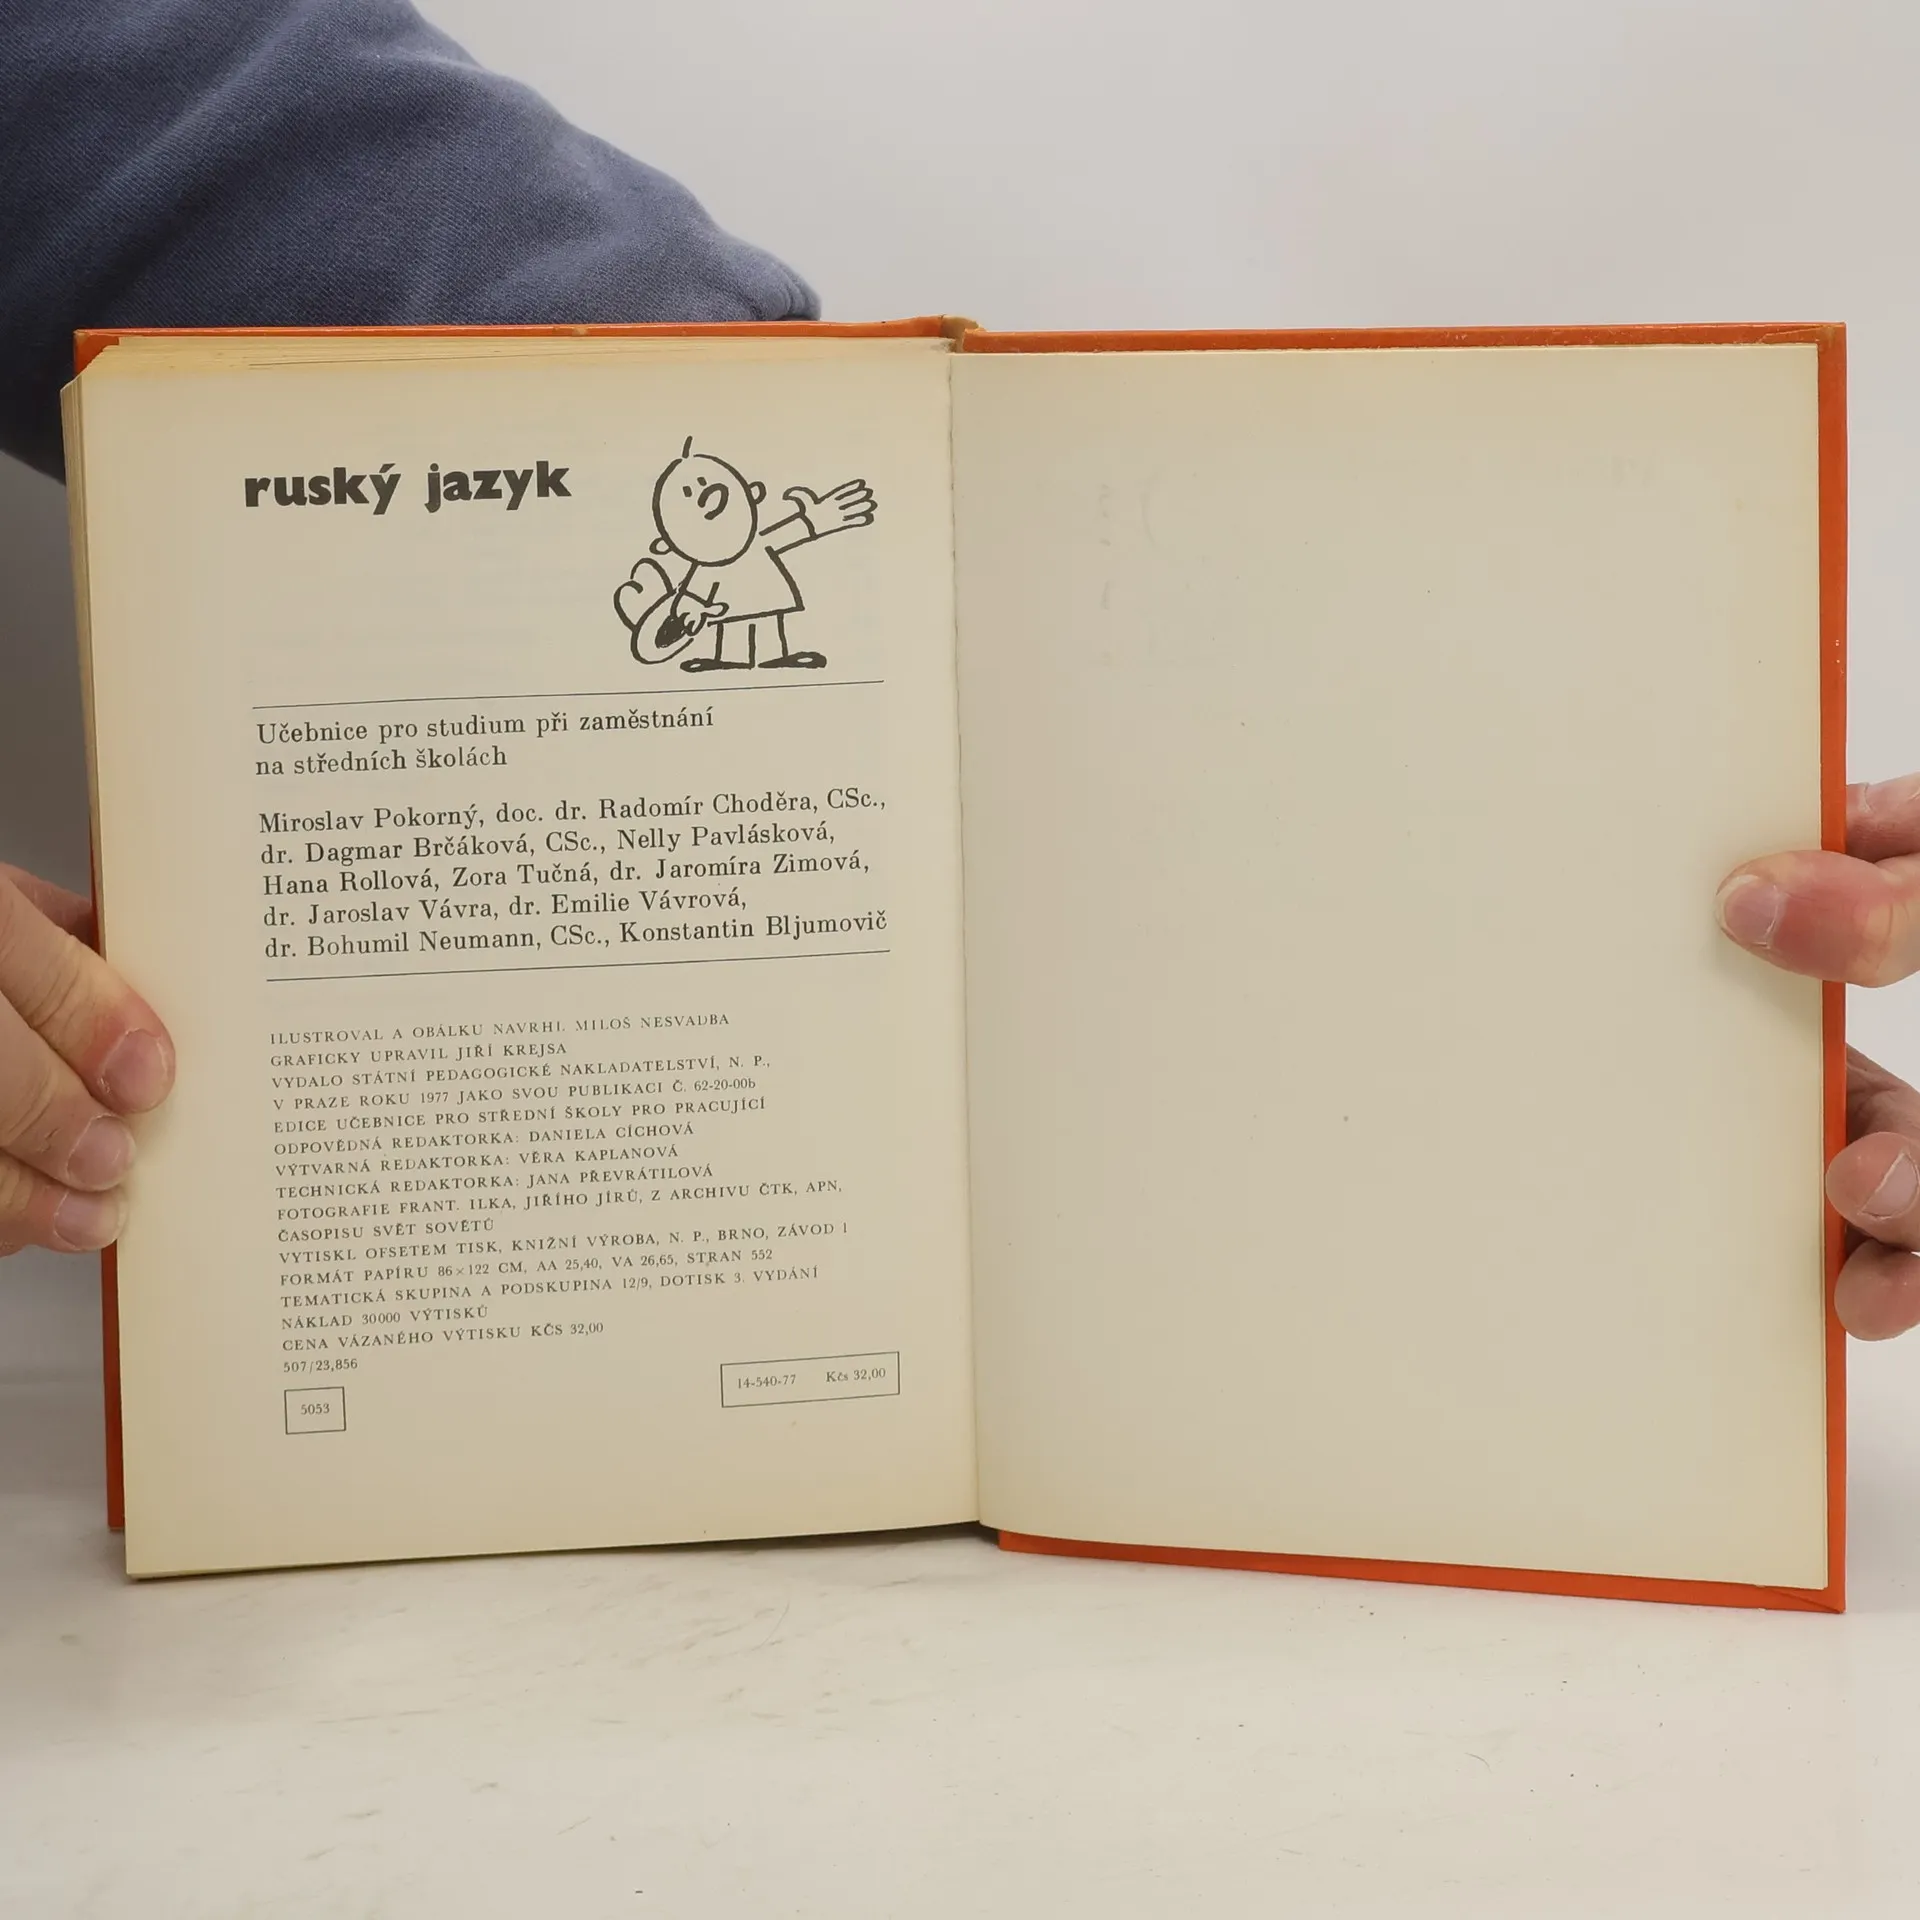 ruský jazyk
Učebnice pro studium při zaměstnání
na středních školách
Miroslav Pokorný, doc. dr. Radomír Choděra, CSc.,
dr. Dagmar Brčáková, CSc., Nelly Pavlásková,
Hana Rollová, Zora Tučná, dr. Jaromíra Zimová,
dr. Jaroslav Vávra, dr. Emilie Vávrová,
dr. Bohumil Neumann, CSc., Konstantin Bljumovič
ILUSTROVAL A OBÁLKU NAVRHL MILOŠ NESVADBA
GRAFICKY UPRAVIL JIŘÍ KREJSA
VYDALO STÁTNÍ PEDAGOGICKÉ NAKLADATELSTVÍ, N. P.,
V PRAZE ROKU 1977 JAKO SVOU PUBLIKACI Č. 62-20-00b
EDICE UČEBNICE PRO STŘEDNÍ ŠKOLY PRO PRACUJÍCÍ
ODPOVĚDNÁ REDAKTORKA: DANIELA CÍCHOVÁ
VÝTVARNÁ REDAKTORKA: VĚRA KAPLANOVÁ
TECHNICKÁ REDAKTORKA: JANA PŘEVRÁTILOVÁ
FOTOGRAFIE FRANT. ILKA, JIŘÍHO JÍRŮ, Z ARCHIVU ČTK, APN,
ČASOPISU SVĚT SOVĚTŮ
VYTISKL OFSETEM TISK, KNIŽNÍ VÝROBA, N. P., BRNO, ZÁVOD 1
FORMÁT PAPÍRU 86×122 CM, AA 25,40, VA 26,65, STRAN 552
TEMATICKÁ SKUPINA A PODSKUPINA 12/9, DOTISK 3. VYDÁNÍ
NÁKLAD 30000 VÝTISKŮ
CENA VÁZANÉHO VÝTISKU KČS 32,00
507/23,856
5053
14-540-77 Kčs 32,00